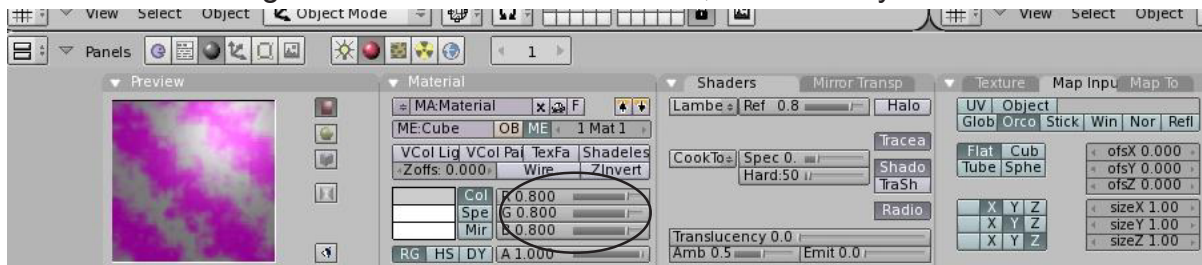 View Select Object Object Mode View Select Object
Panels 1
Preview Material Shaders Mirror Transp Texture Map Inpu Map To
MA:Material X F Lambe Ref 0.8 Halo UV Object
ME:Cube OB ME 1 Mat 1 Glob Orco Stick Win Nor Refl
VCol Lig VCol Pai TexFa Shadeles Tracea
Zoffs: 0.000 Wire ZInvert CookTo Spec 0. Shado Flat Cub ofsX 0.000
Hard:50 TraSh Tube Sphe ofsY 0.000
Col R 0.800 ofsZ 0.000
Spe G 0.800 Radio X Y Z sizeX 1.00
Mir B 0.800 Translucency 0.0 X Y Z sizeY 1.00
RG HS DY A 1.000 Amb 0.5 Emit 0.0 X Y Z sizeZ 1.00